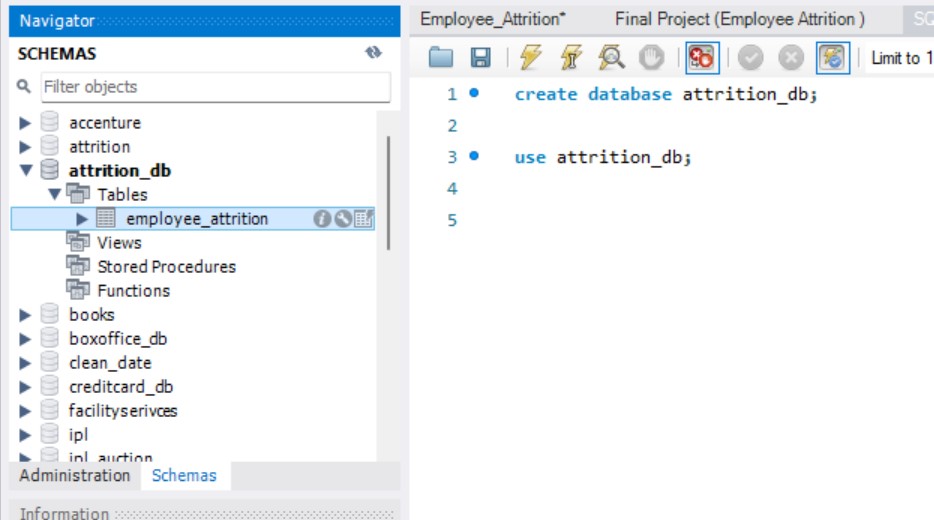 Navigator
SCHEMAS
Filter objects
accenture
attrition
attrition_db
Tables
employee_attrition
Views
Stored Procedures
Functions
books
boxoffice_db
clean_date
creditcard_db
facilityserivces
ipl
ipl_auction
Administration Schemas
Information
Employee_Attrition* Final Project (Employee Attrition ) SQ
Limit to 1
1 create database attrition_db;
2
3 use attrition_db;
4
5